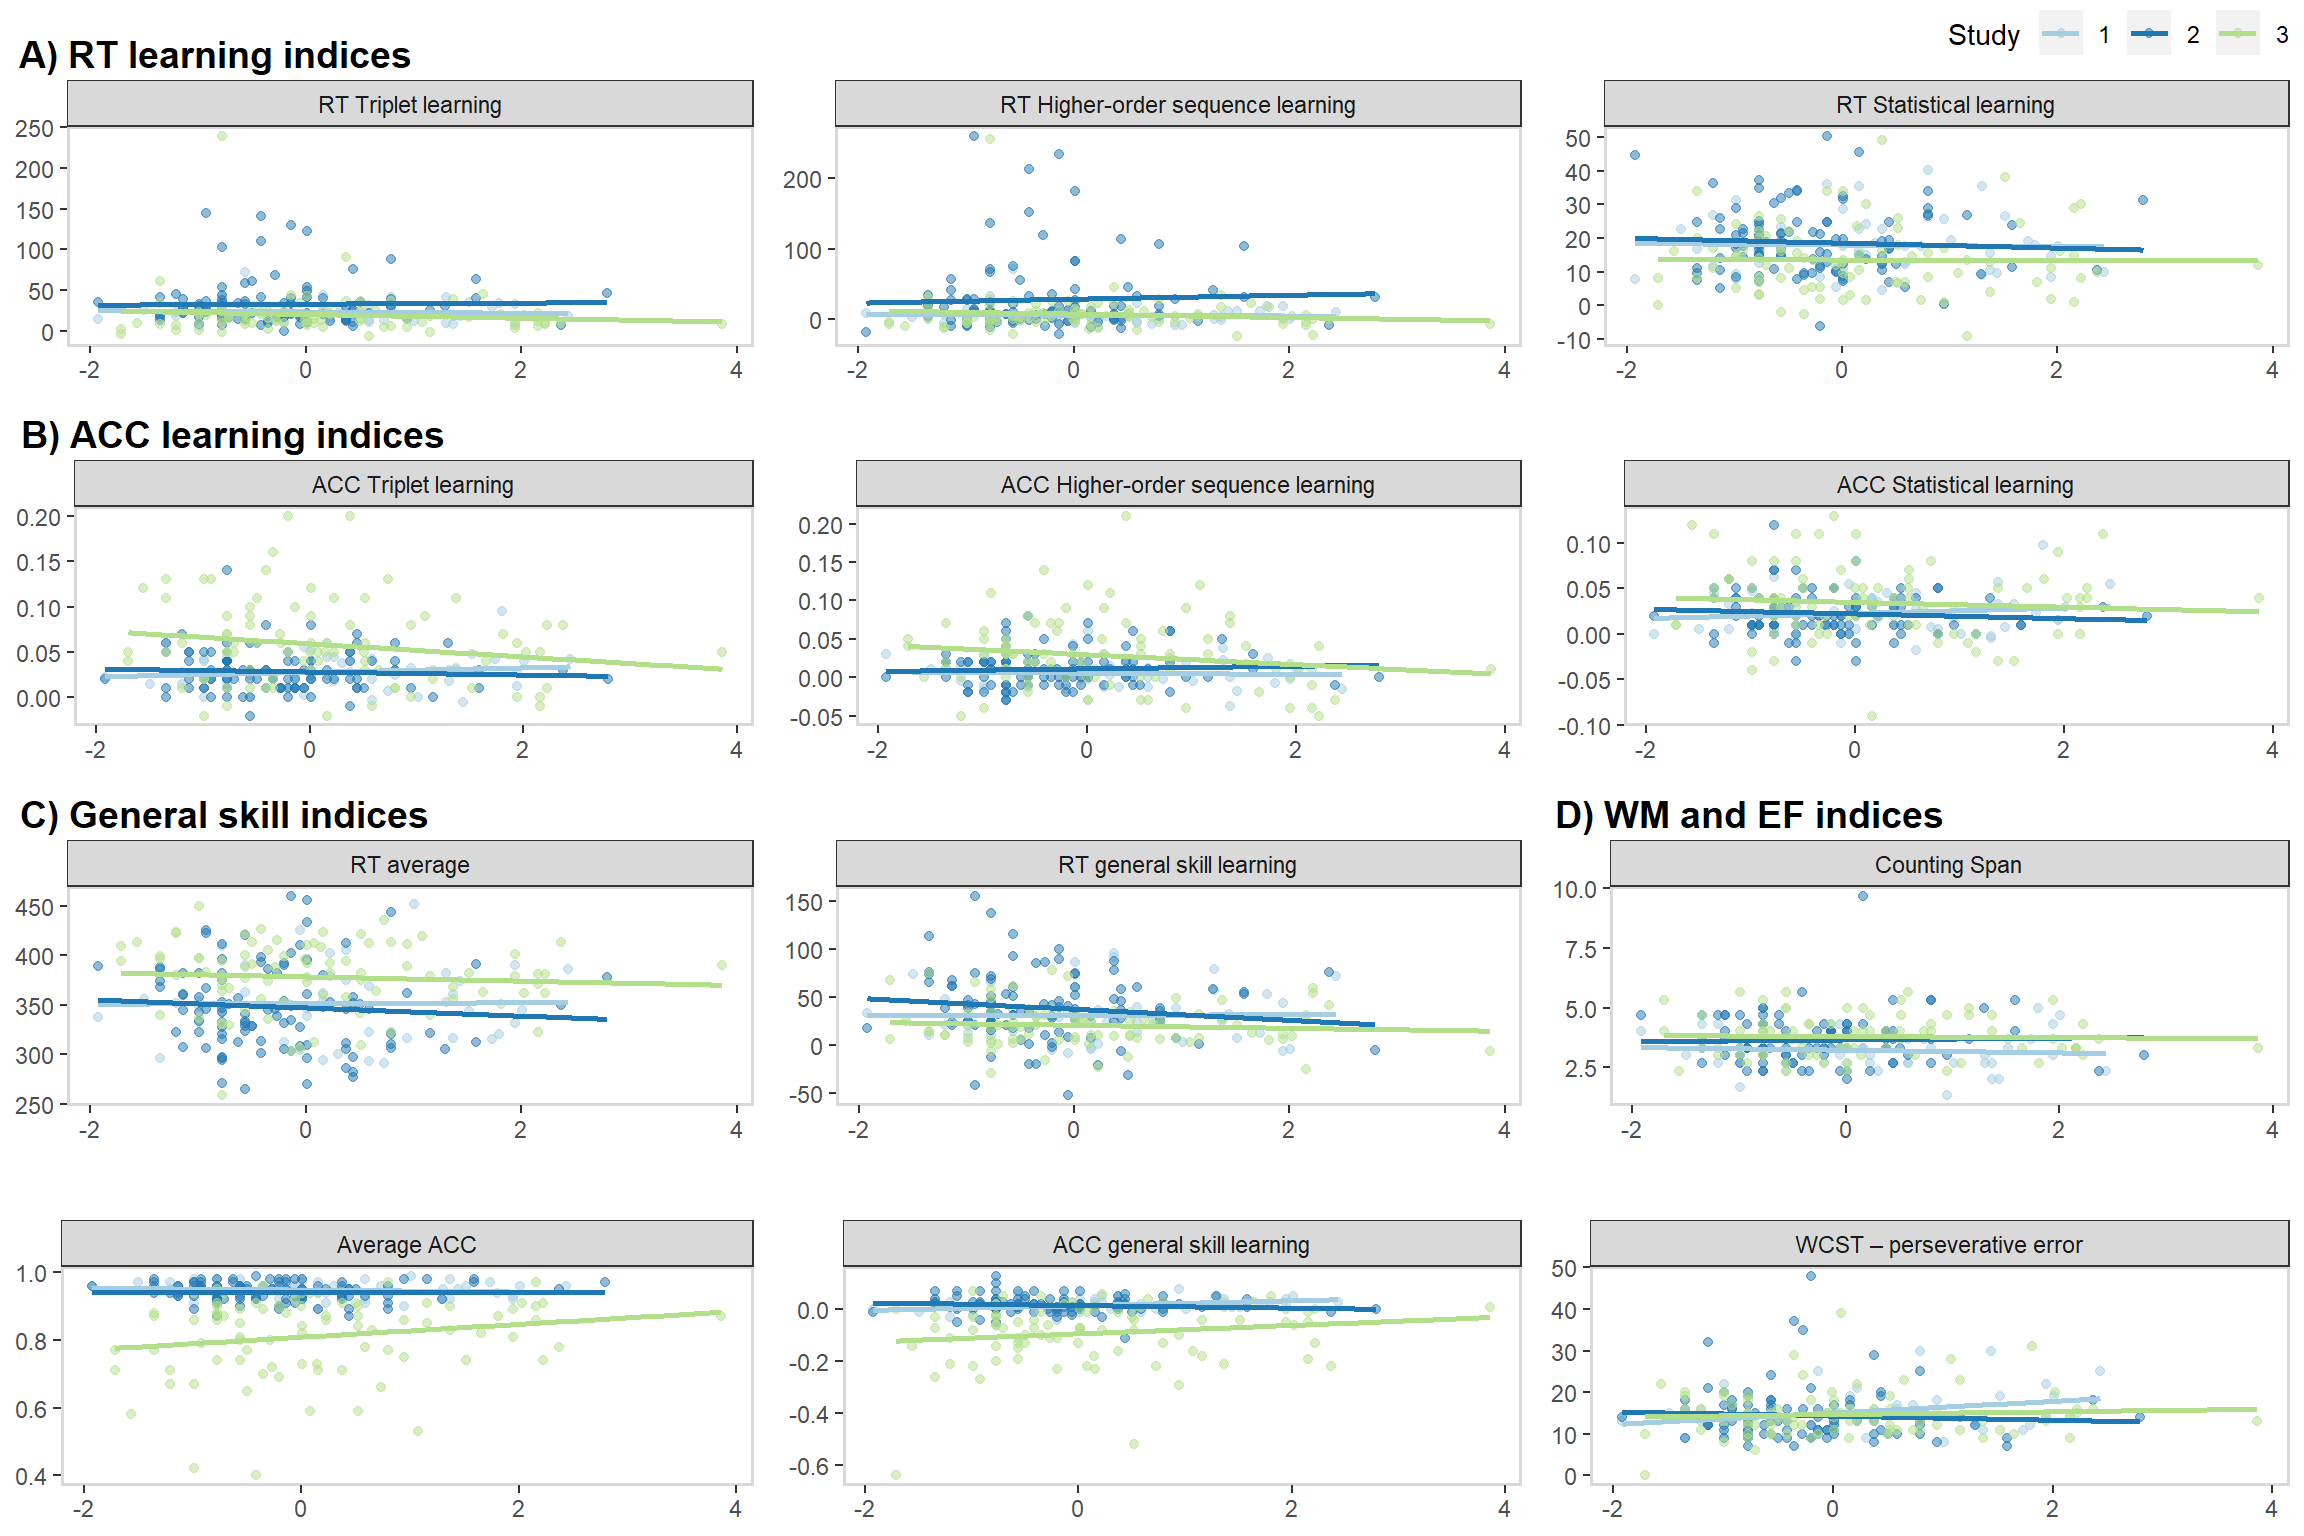 Study 1 2 3
A) RT learning indices
RT Triplet learning
RT Higher-order sequence learning
RT Statistical learning
250
200
150
100
50
0
-2 0 2 4
200
100
0
-2 0 2 4
50
40
30
20
10
0
-10
-2 0 2 4
B) ACC learning indices
ACC Triplet learning
ACC Higher-order sequence learning
ACC Statistical learning
0.20
0.15
0.10
0.05
0.00
-2 0 2 4
0.20
0.15
0.10
0.05
0.00
-0.05
-2 0 2 4
0.10
0.05
0.00
-0.05
-0.10
-2 0 2 4
C) General skill indices
D) WM and EF indices
RT average
RT general skill learning
Counting Span
450
400
350
300
250
-2 0 2 4
150
100
50
0
-50
-2 0 2 4
10.0
7.5
5.0
2.5
-2 0 2 4
Average ACC
ACC general skill learning
WCST – perseverative error
1.0
0.8
0.6
0.4
-2 0 2 4
0.0
-0.2
-0.4
-0.6
-2 0 2 4
50
40
30
20
10
0
-2 0 2 4